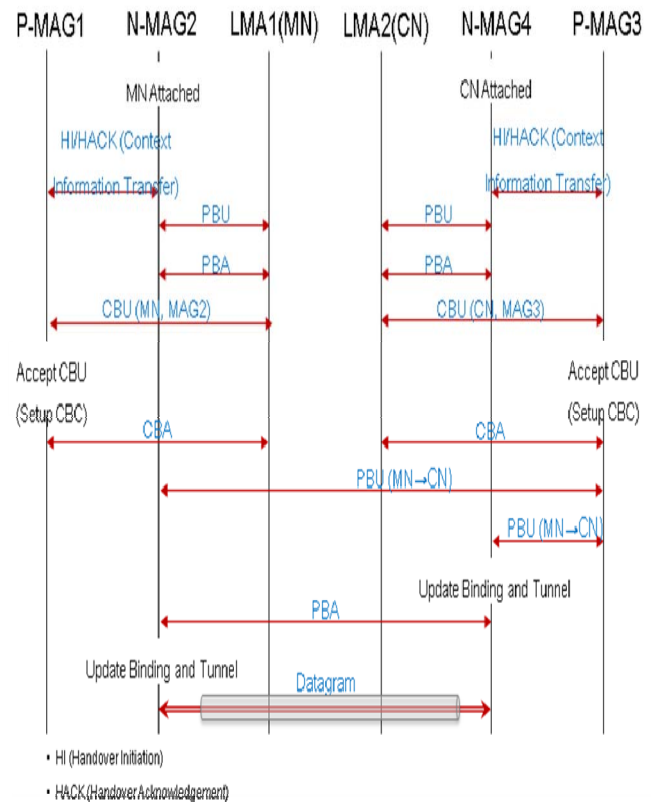 P-MAG1 N-MAG2 LMA1(MN) LMA2(CN) N-MAG4 P-MAG3
MN Attached CN Attached
HI/HACK (Context HI/HACK (Context
Information Transfer) Information Transfer)
PBU PBU
PBA PBA
CBU (MN, MAG2) CBU (CN, MAG3)
Accept CBU Accept CBU
(Setup CBC) (Setup CBC)
CBA CBA
PBU (MN→CN)
PBU (MN→CN)
Update Binding and Tunnel
PBA
Update Binding and Tunnel
Datagram
• HI (Handover Initiation)
• HACK (Handover Acknowledgement)